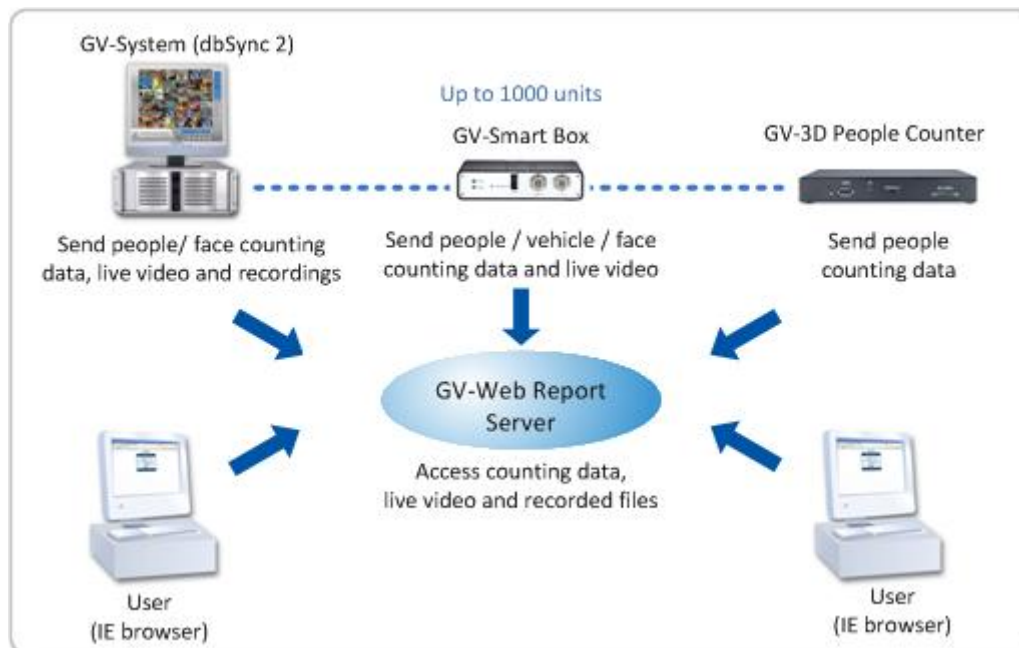 GV-System (dbSync 2)
Up to 1000 units
GV-Smart Box
GV-3D People Counter
Send people/ face counting
data, live video and recordings
Send people / vehicle / face
counting data and live video
Send people
counting data
GV-Web Report
Server
Access counting data,
live video and recorded files
User
(IE browser)
User
(IE browser)